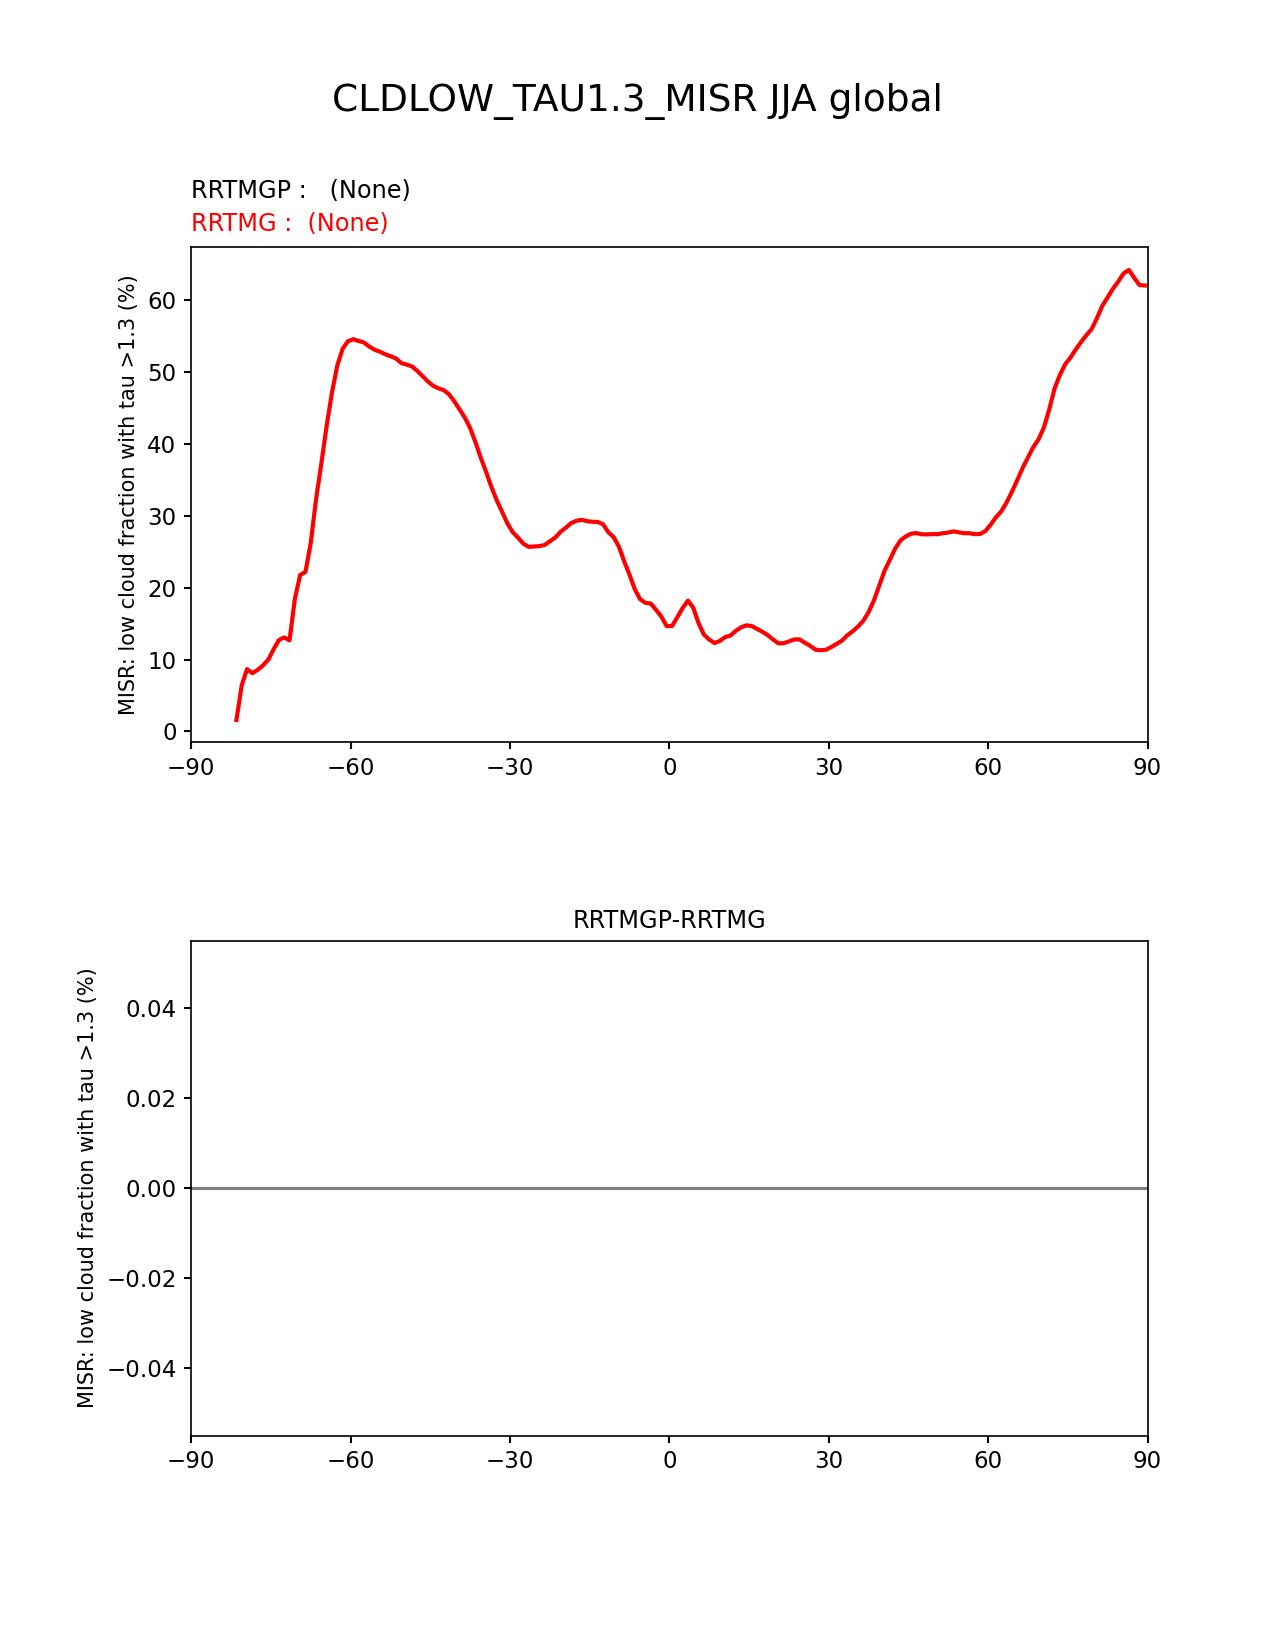 CLDLOW_TAU1.3_MISR JJA global
RRTMGP :   (None)
RRTMG :  (None)
MISR: low cloud fraction with tau >1.3 (%)
60
50
40
30
20
10
0
−90 −60 −30 0 30 60 90
RRTMGP-RRTMG
MISR: low cloud fraction with tau >1.3 (%)
0.04
0.02
0.00
−0.02
−0.04
−90 −60 −30 0 30 60 90